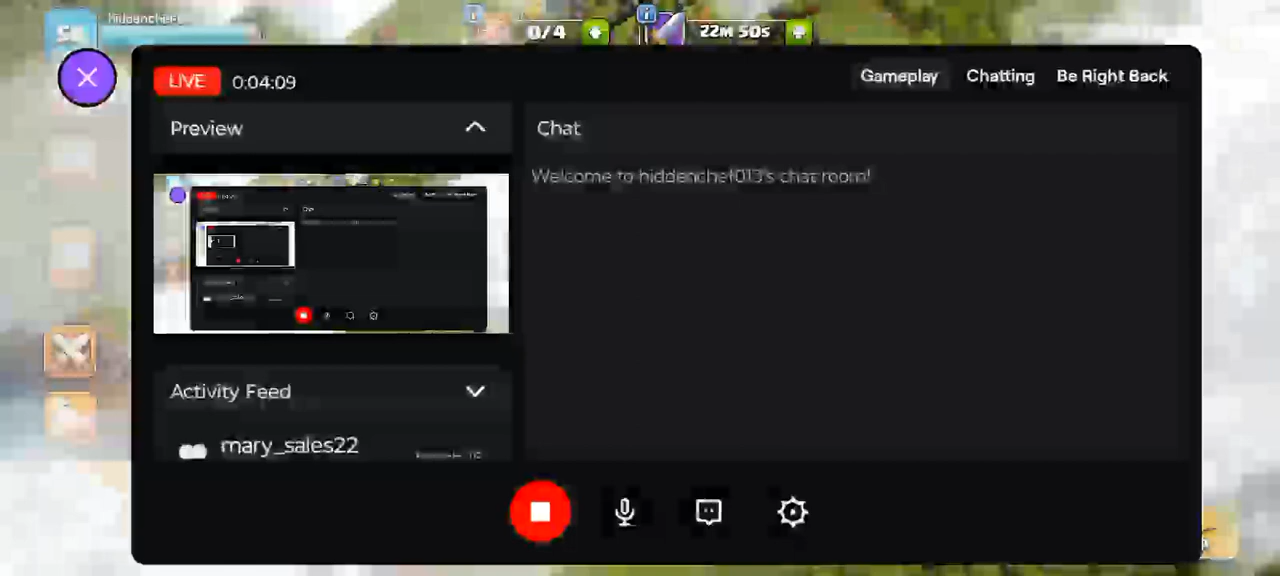 hiddenchef
0/4
22M 50s
LIVE 0:04:09
Gameplay Chatting Be Right Back
Preview
Chat
Welcome to hiddenchef013's chat room!
Activity Feed
mary_sales22